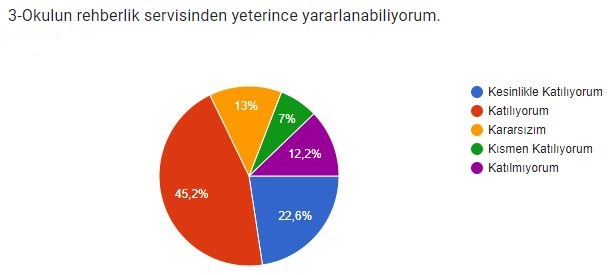 3-Okulun rehberlik servisinden yeterince yararlanabiliyorum.
Kesinlikle Katılıyorum
Katılıyorum
Kararsızım
Kısmen Katılıyorum
Katılmıyorum
13%
7%
12,2%
45,2%
22,6%